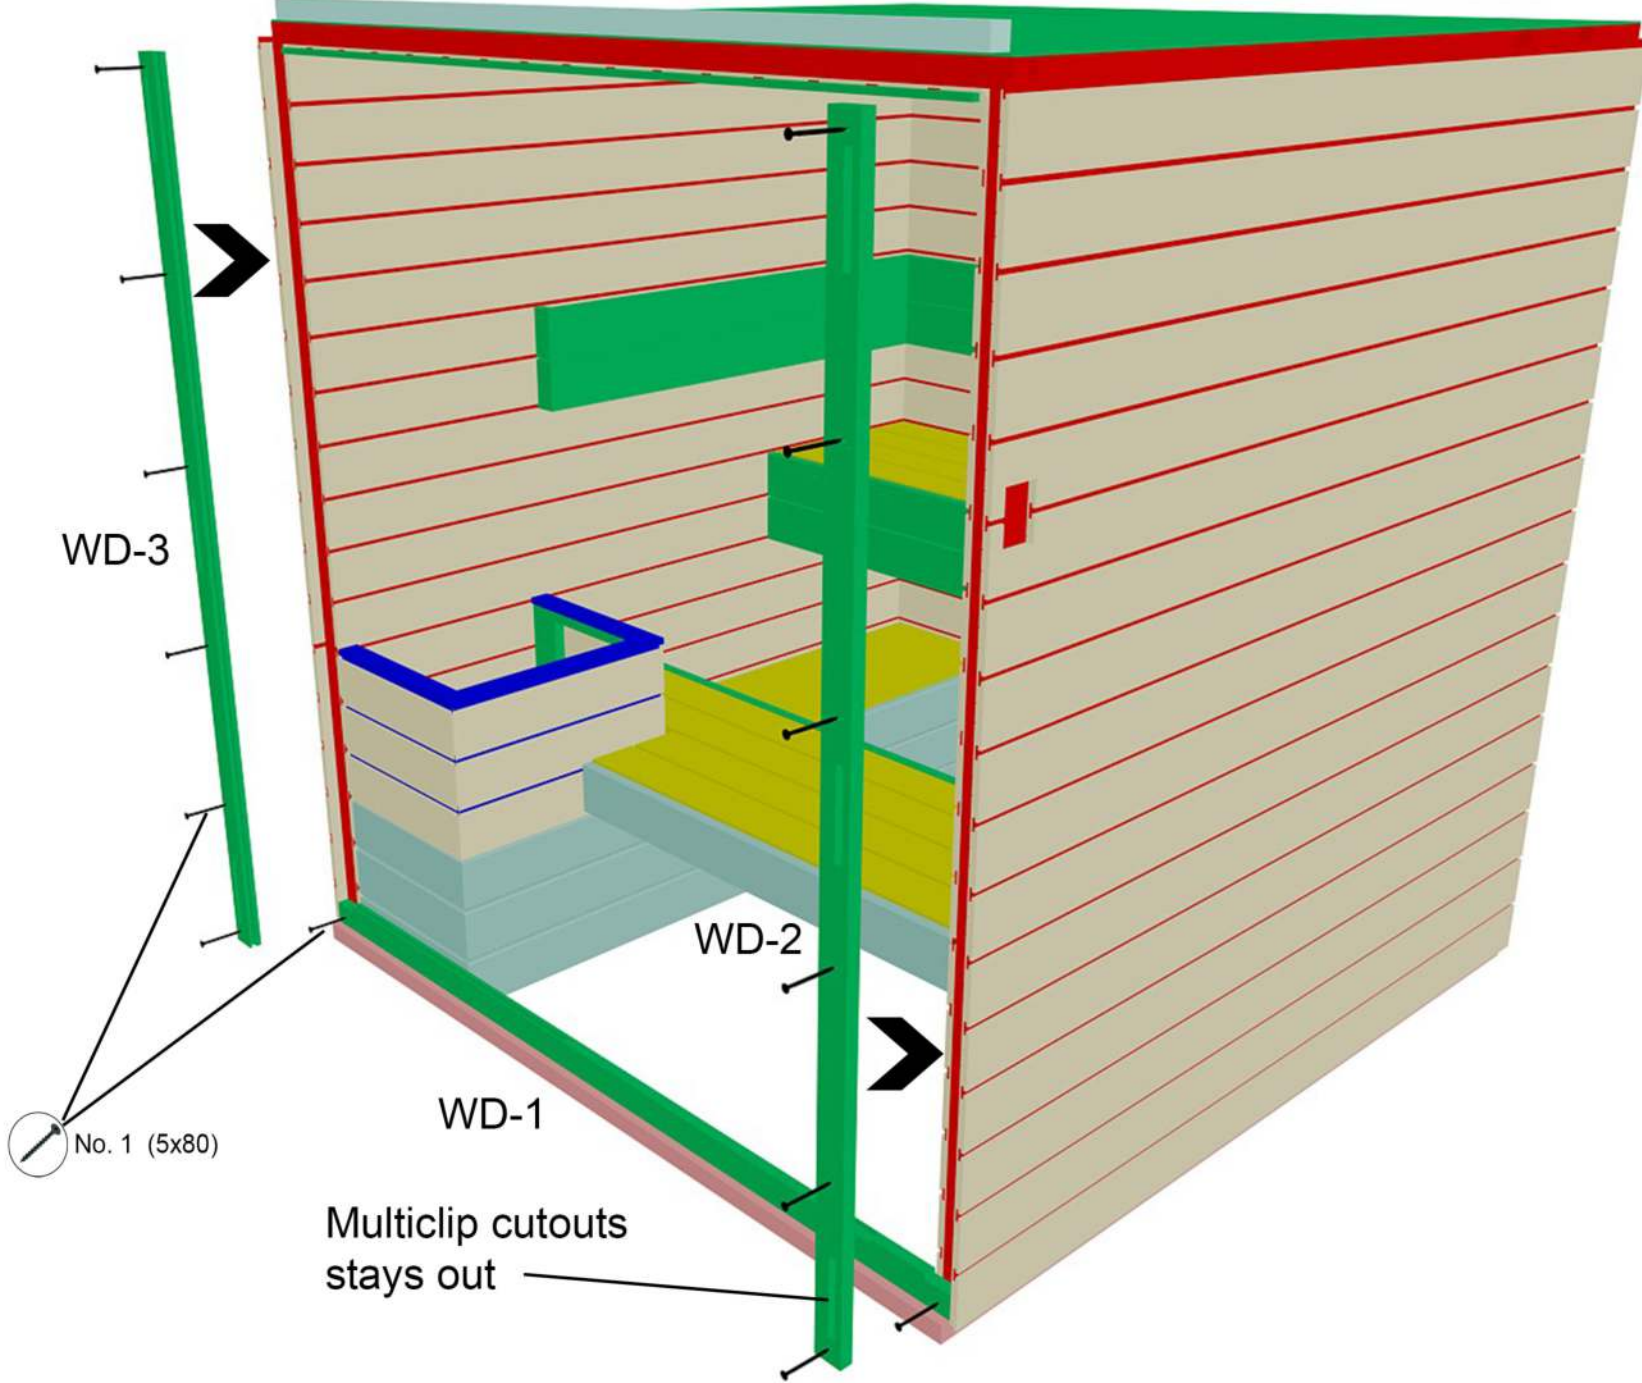 WD-3
WD-2
WD-1
No. 1 (5x80)
Multiclip cutouts
stays out